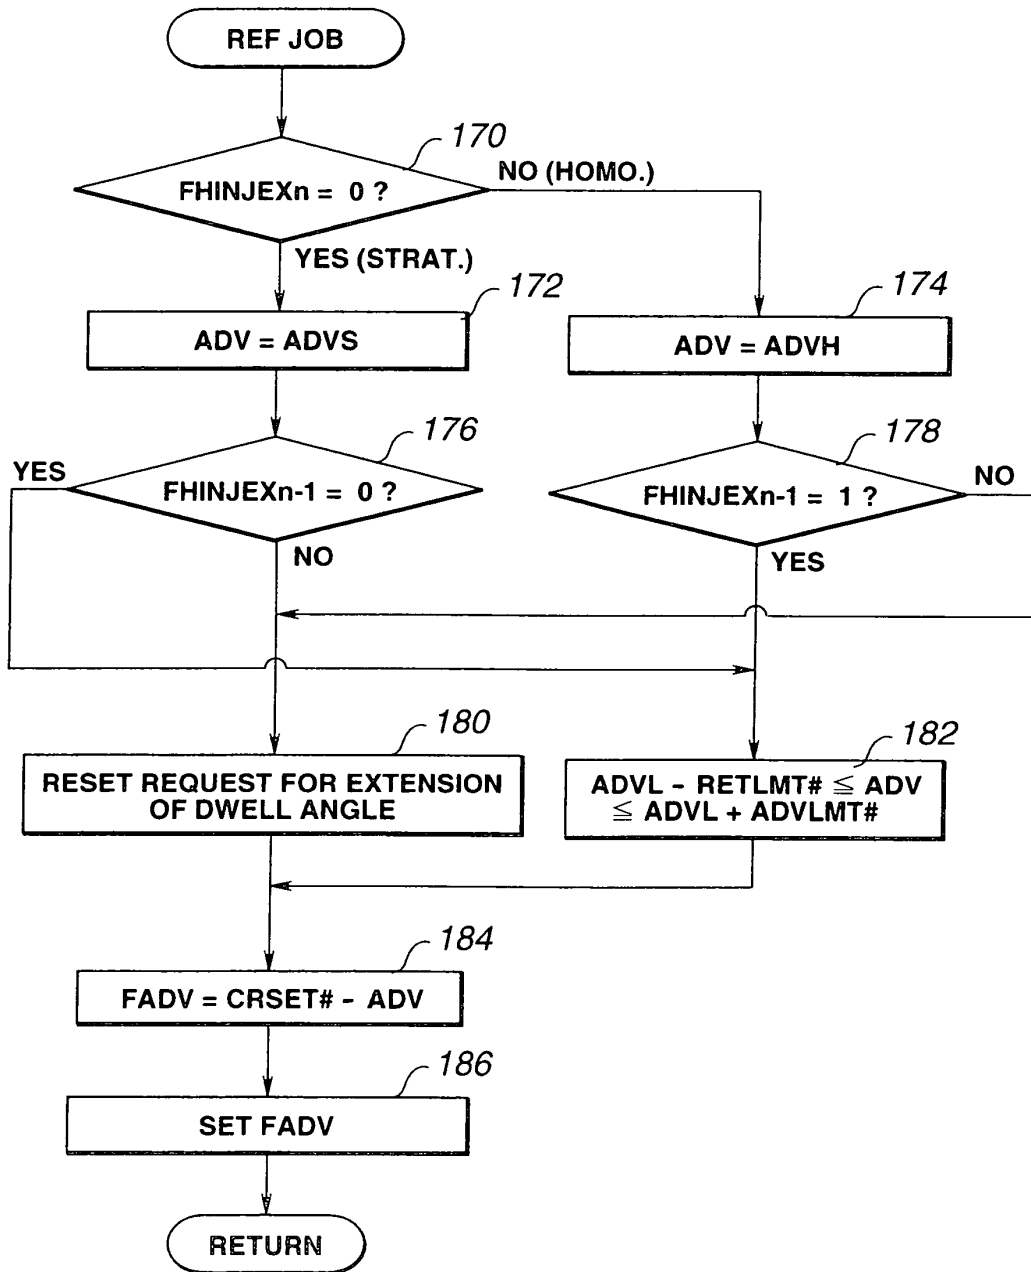 REF JOB
170
FHINJEXn = 0 ?
NO (HOMO.)
YES (STRAT.)
172
ADV = ADVS
174
ADV = ADVH
176
YES
FHINJEXn-1 = 0 ?
NO
178
FHINJEXn-1 = 1 ?
NO
YES
180
RESET REQUEST FOR EXTENSION
OF DWELL ANGLE
182
ADVL - RETLMT# ≦ ADV
≦ ADVL + ADVLMT#
184
FADV = CRSET# - ADV
186
SET FADV
RETURN